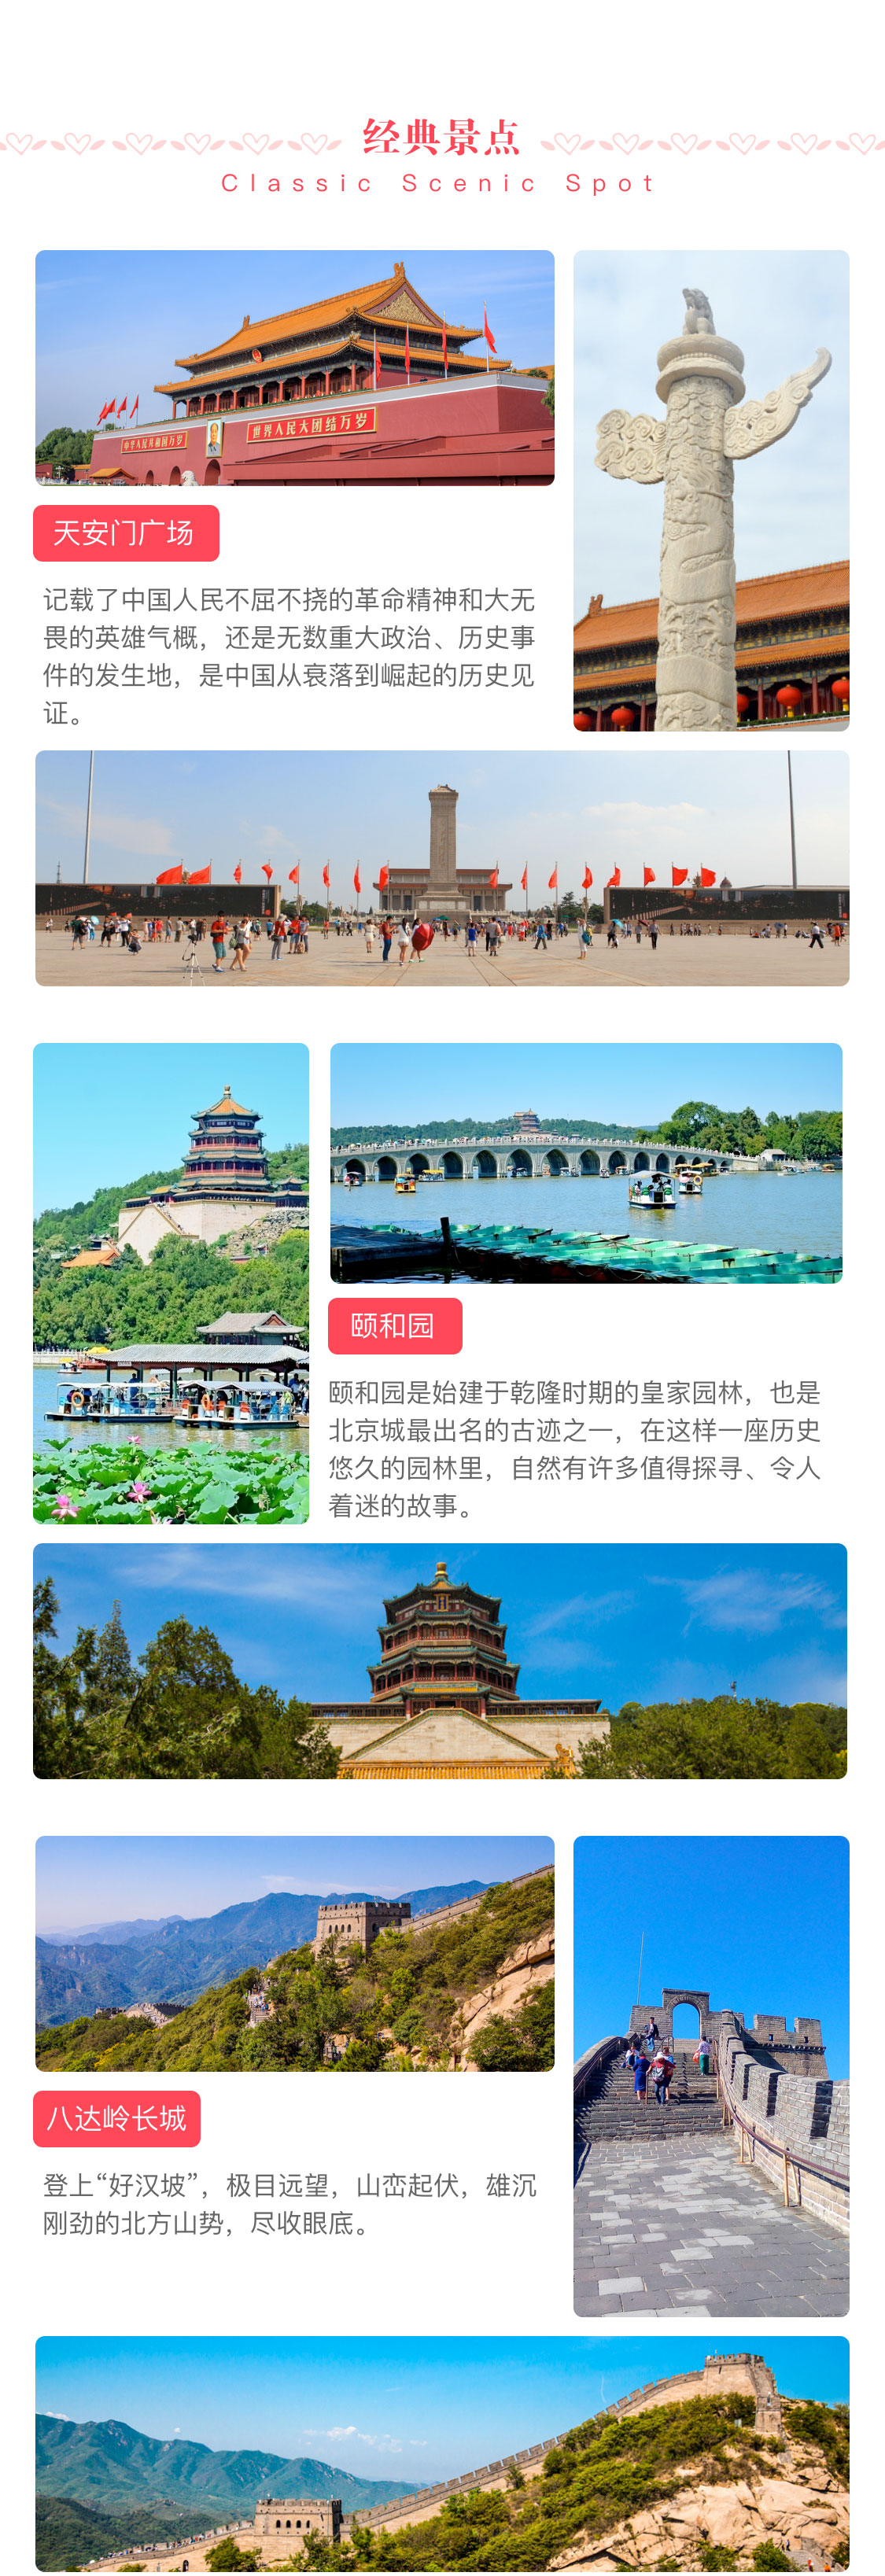 经典景点
Classic Scenic Spot
中华人民共和国万岁
世界人民大团结万岁
天安门广场
记载了中国人民不屈不挠的革命精神和大无
畏的英雄气概，还是无数重大政治、历史事
件的发生地，是中国从衰落到崛起的历史见
证。
颐和园
颐和园是始建于乾隆时期的皇家园林，也是
北京城最出名的古迹之一，在这样一座历史
悠久的园林里，自然有许多值得探寻、令人
着迷的故事。
八达岭长城
登上“好汉坡”，极目远望，山峦起伏，雄沉
刚劲的北方山势，尽收眼底。